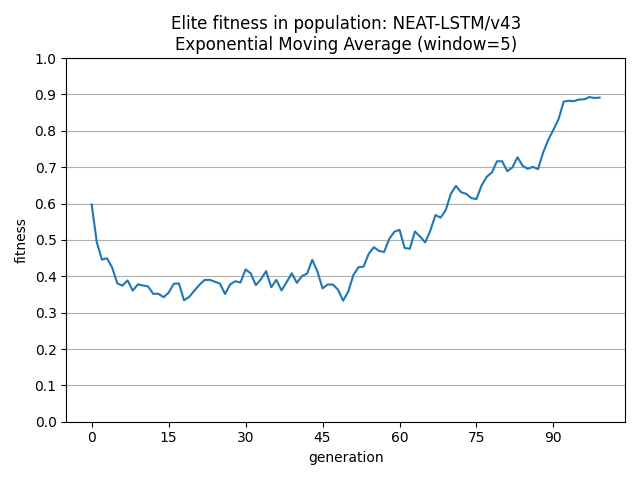 Elite fitness in population: NEAT-LSTM/v43
Exponential Moving Average (window=5)
1.0
0.9
0.8
0.7
0.6
0.5
0.4
0.3
0.2
0.1
0.0
fitness
0 15 30 45 60 75 90
generation